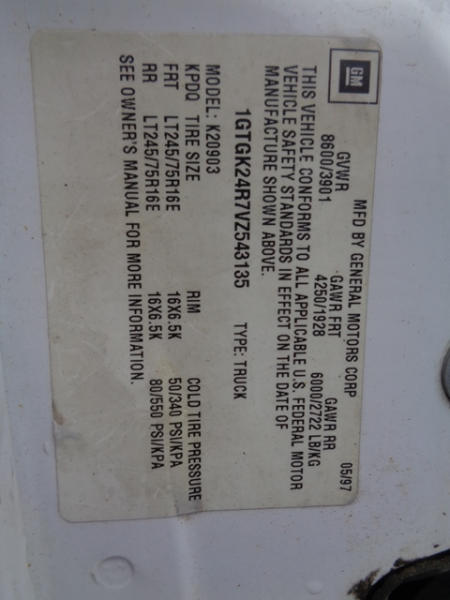 GM
MFD BY GENERAL MOTORS CORP 05/97
GVWR GAWR FRT GAWR RR
8600/3901 4250/1928 6000/2722 LB/KG
THIS VEHICLE CONFORMS TO ALL APPLICABLE U.S. FEDERAL MOTOR
VEHICLE SAFETY STANDARDS IN EFFECT ON THE DATE OF
MANUFACTURE SHOWN ABOVE.
1GTGK24R7VZ543135 TYPE: TRUCK
MODEL: K20903
KPDQ TIRE SIZE RIM COLD TIRE PRESSURE
FRT LT245/75R16E 16X6.5K 50/340 PSI/KPA
RR LT245/75R16E 16X6.5K 80/550 PSI/KPA
SEE OWNER'S MANUAL FOR MORE INFORMATION.